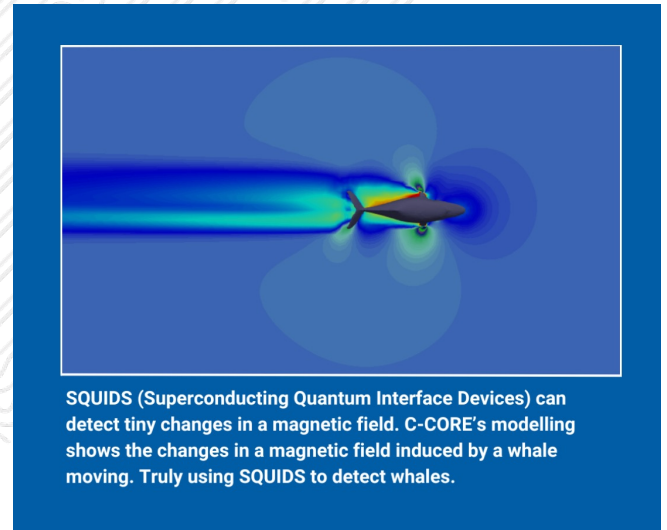 SQUIDS (Superconducting Quantum Interface Devices) can
detect tiny changes in a magnetic field. C-CORE’s modelling
shows the changes in a magnetic field induced by a whale
moving. Truly using SQUIDS to detect whales.